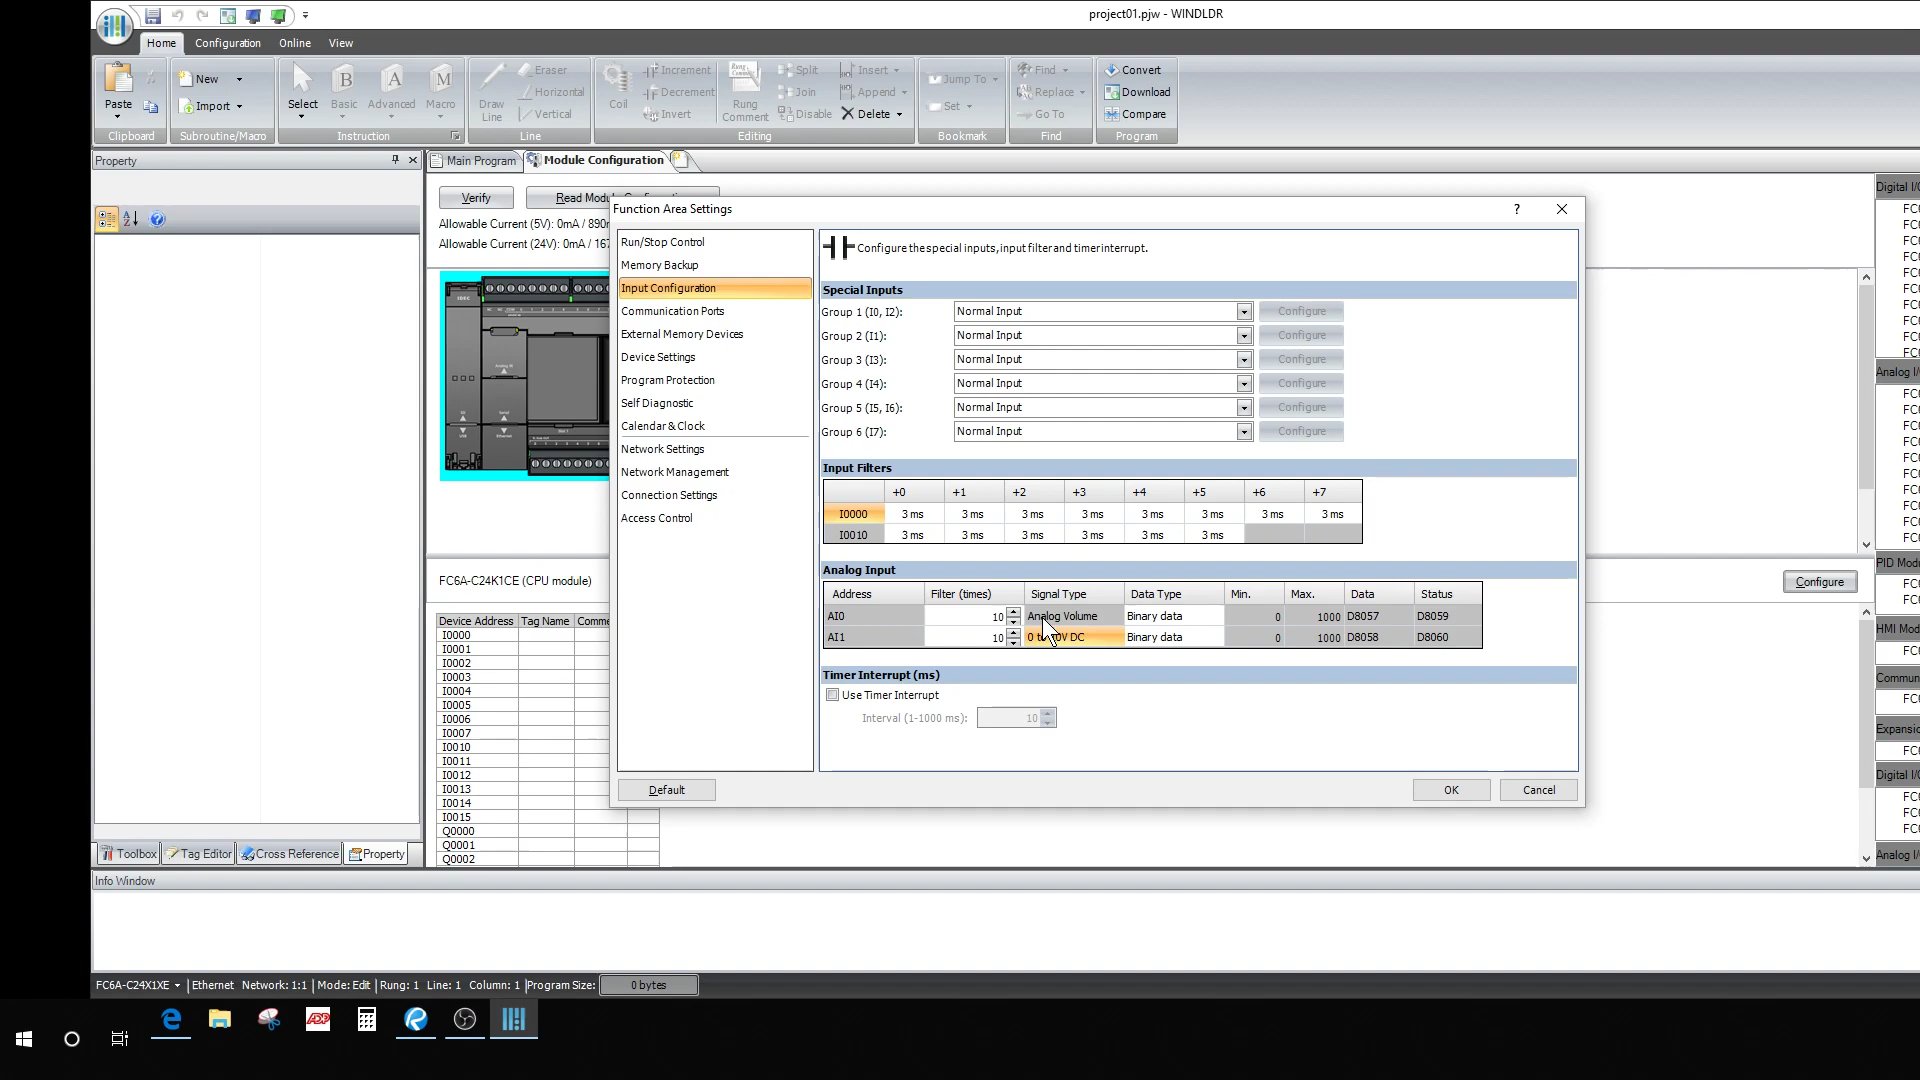 project01.pjw - WINDLDR
Home Configuration Online View
Paste
Clipboard
New
Import
Subroutine/Macro
Select Basic Advanced Macro
Instruction
Draw Line
Eraser
Horizontal
Vertical
Line
Coil
Increment
Decrement
Invert
Rung Comment
Split
Join
Disable
Insert
Append
Delete
Editing
Jump To
Set
Bookmark
Find
Replace
Go To
Find
Convert
Download
Compare
Program
Property
Main Program Module Configuration
Verify
Allowable Current (5V): 0mA /
Allowable Current (24V): 0mA /
Function Area Settings
Run/Stop Control
Memory Backup
Input Configuration
Communication Ports
External Memory Devices
Device Settings
Program Protection
Self Diagnostic
Calendar & Clock
Network Settings
Network Management
Connection Settings
Access Control
Configure the special inputs, input filter and timer interrupt.
Special Inputs
Group 1 (I0, I2): Normal Input Configure
Group 2 (I1): Normal Input Configure
Group 3 (I3): Normal Input Configure
Group 4 (I4): Normal Input Configure
Group 5 (I5, I6): Normal Input Configure
Group 6 (I7): Normal Input Configure
Input Filters
+0 +1 +2 +3 +4 +5 +6 +7
I0000 3 ms 3 ms 3 ms 3 ms 3 ms 3 ms 3 ms 3 ms
I0010 3 ms 3 ms 3 ms 3 ms 3 ms 3 ms
Analog Input
Address Filter (times) Signal Type Data Type Min. Max. Data Status
AI0 10 Analog Volume Binary data 0 1000 D8057 D8059
AI1 10 0 to 10V DC Binary data 0 1000 D8058 D8060
Timer Interrupt (ms)
Use Timer Interrupt
Interval (1-1000 ms): 10
Default OK Cancel
FC6A-C24K1CE (CPU module)
Configure
Device Address Tag Name
I0000
I0001
I0002
I0003
I0004
I0005
I0006
I0007
I0010
I0011
I0012
I0013
I0014
I0015
Q0000
Q0001
Q0002
Digital
Analog
PID
HMI
Digital
Analog
Toolbox Tag Editor Cross Reference Property
Info Window
FC6A-C24X1XE Ethernet Network: 1:1 Mode: Edit Rung: 1 Line: 1 Column: 1 Program Size: 0 bytes
ADP